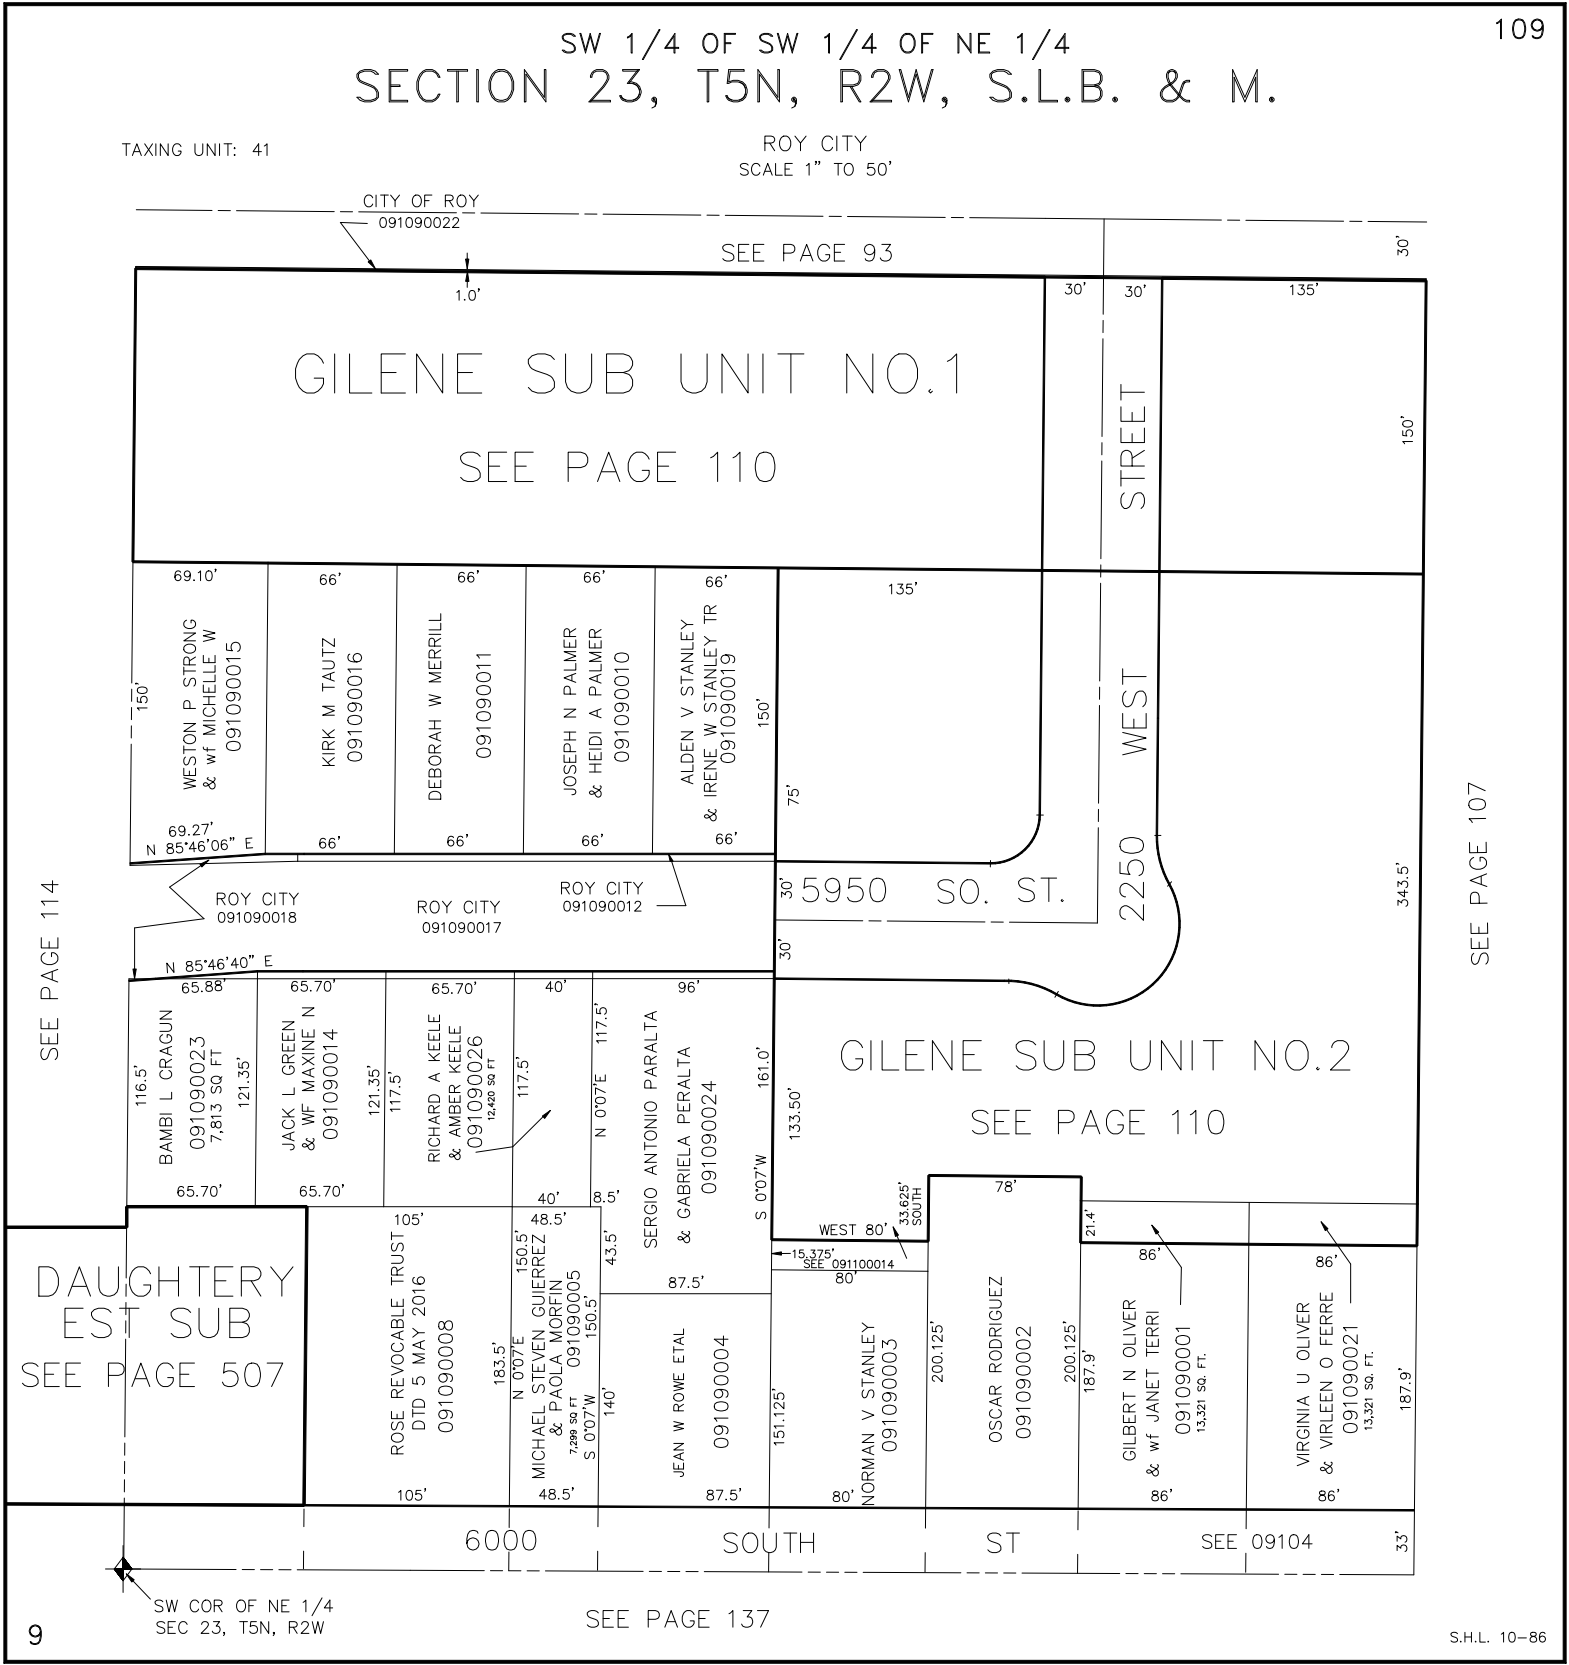 109
SW 1/4 OF SW 1/4 OF NE 1/4
SECTION 23, T5N, R2W, S.L.B. & M.
TAXING UNIT: 41
ROY CITY
SCALE 1" TO 50'
CITY OF ROY
091090022
SEE PAGE 93
30'
1.0'
30'
30'
135'
GILENE SUB UNIT NO.1
SEE PAGE 110
150'
2250 WEST STREET
69.10'
66'
66'
66'
66'
135'
150'
WESTON P STRONG
& wf MICHELLE W
091090015
KIRK M TAUTZ
091090016
DEBORAH W MERRILL
091090011
JOSEPH N PALMER
& HEIDI A PALMER
091090010
ALDEN V STANLEY
& IRENE W STANLEY TR
091090019
150'
75'
69.27'
N 85°46'06" E
66'
66'
66'
66'
SEE PAGE 114
SEE PAGE 107
ROY CITY
091090018
ROY CITY
091090017
ROY CITY
091090012
30'
5950 SO. ST.
30'
343.5'
N 85°46'40" E
65.88'
65.70'
65.70'
40'
96'
116.5'
BAMBI L CRAGUN
091090023
7,813 SQ FT
121.35'
JACK L GREEN
& WF MAXINE N
091090014
121.35'
117.5'
RICHARD A KEELE
& AMBER KEELE
091090026
12,420 SQ FT
117.5'
N 0°07'E 117.5'
SERGIO ANTONIO PARALTA
& GABRIELA PERALTA
091090024
S 0°07'W 161.0'
133.50'
GILENE SUB UNIT NO.2
SEE PAGE 110
65.70'
65.70'
40'
8.5'
78'
33.625'
SOUTH
WEST 80'
21.4'
105'
48.5'
43.5'
15.375'
SEE 091100014
80'
86'
86'
87.5'
DAUGHTERY
EST SUB
SEE PAGE 507
ROSE REVOCABLE TRUST
DTD 5 MAY 2016
091090008
183.5'
N 0°07'E 150.5'
MICHAEL STEVEN GUIERREZ
& PAOLA MORFIN
091090005
7,299 SQ FT
S 0°07'W 150.5'
140'
JEAN W ROWE ETAL
091090004
151.125'
NORMAN V STANLEY
091090003
200.125'
OSCAR RODRIGUEZ
091090002
200.125'
187.9'
GILBERT N OLIVER
& wf JANET TERRI
091090001
13,321 SQ. FT.
VIRGINIA U OLIVER
& VIRLEEN O FERRE
091090021
13,321 SQ. FT.
187.9'
105'
48.5'
87.5'
80'
86'
86'
6000 SOUTH ST
SEE 09104
33'
SW COR OF NE 1/4
SEC 23, T5N, R2W
SEE PAGE 137
9
S.H.L. 10-86